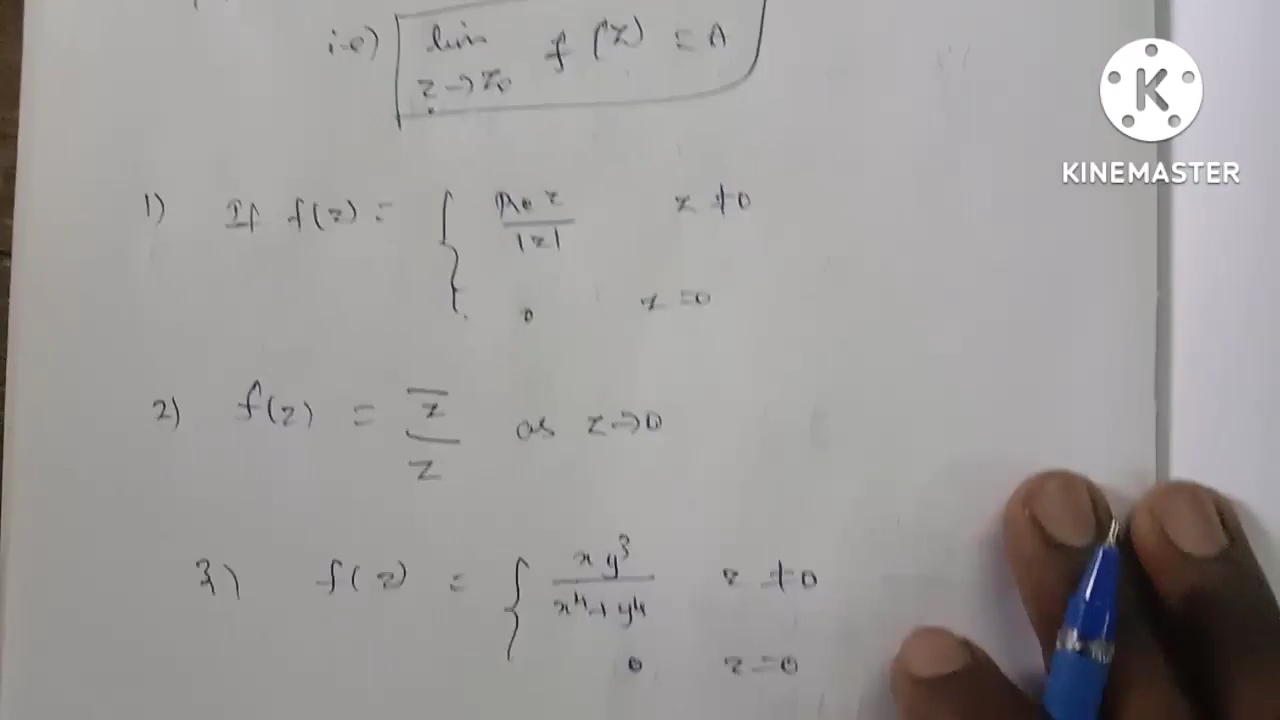 i.e) lim f(z) = A
z→z₀
K
KINEMASTER
1) If f(z) = { Re z / |z| z ≠ 0
0 z = 0
2) f(z) = z̄ / z as z→0
3) f(z) = { xy³ / x⁴+y⁴ z ≠ 0
0 z = 0